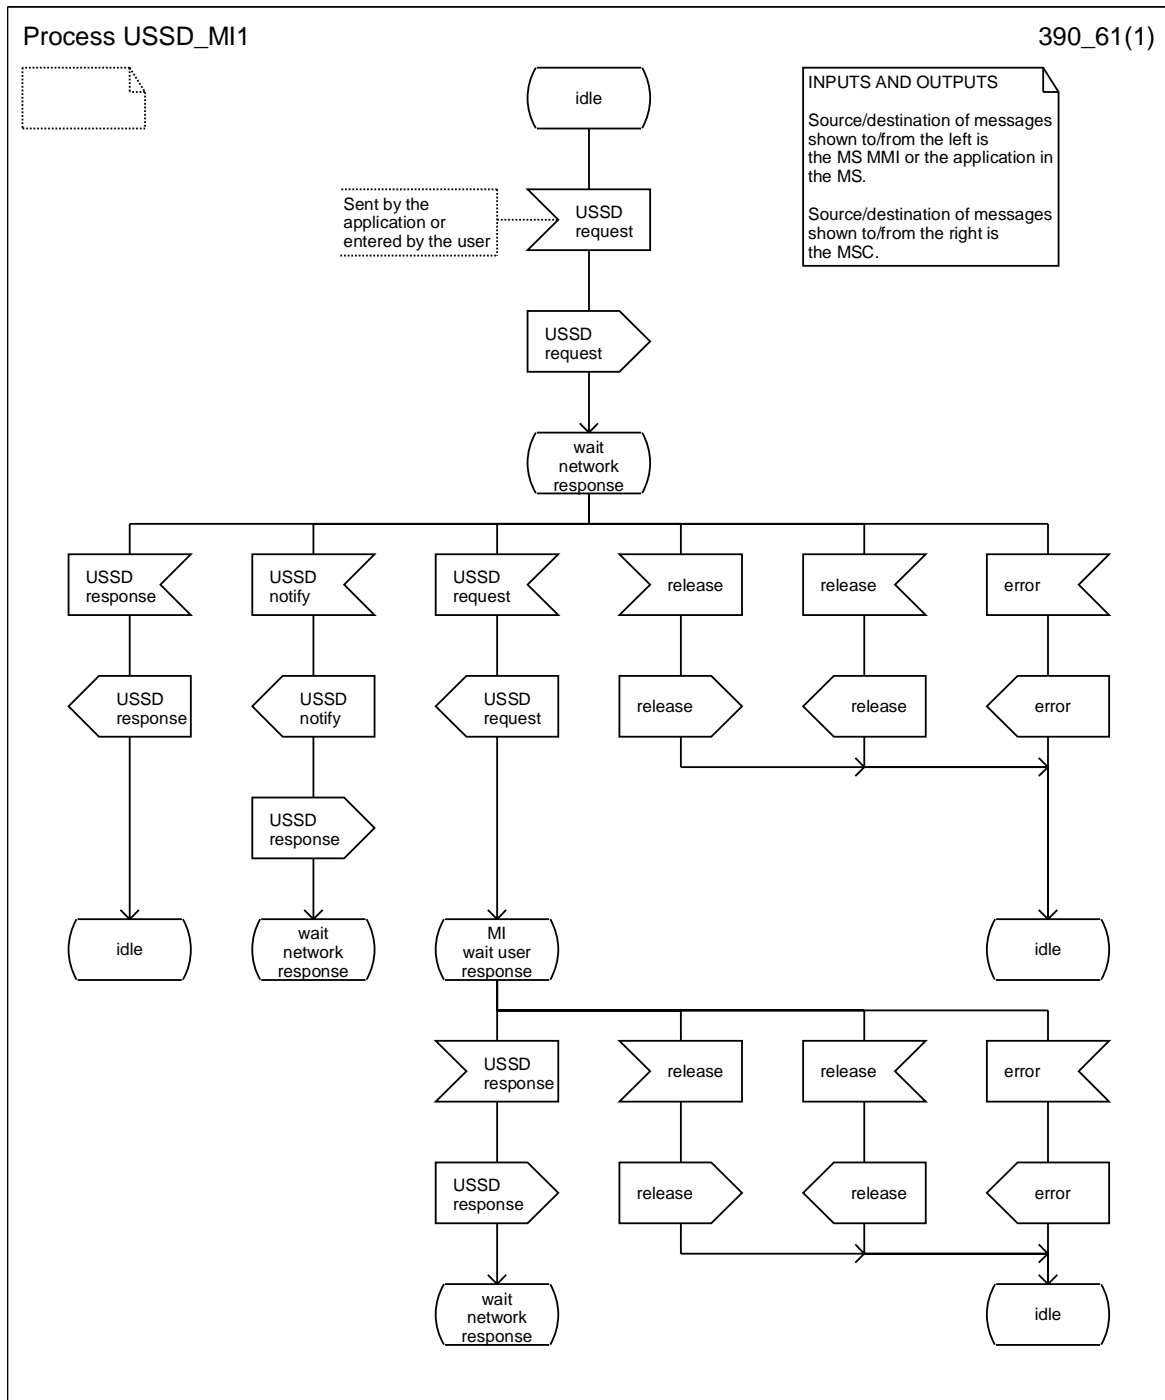 Process USSD_MI1
390_61(1)
idle
INPUTS AND OUTPUTS
Source/destination of messages
shown to/from the left is
the MS MMI or the application in
the MS.
Source/destination of messages
shown to/from the right is
the MSC.
Sent by the
application or
entered by the user
USSD
request
USSD
request
wait
network
response
USSD
response
USSD
notify
USSD
request
release
release
error
USSD
response
USSD
notify
USSD
request
release
release
error
USSD
response
idle
wait
network
response
MI
wait user
response
idle
USSD
response
release
release
error
USSD
response
release
release
error
wait
network
response
idle